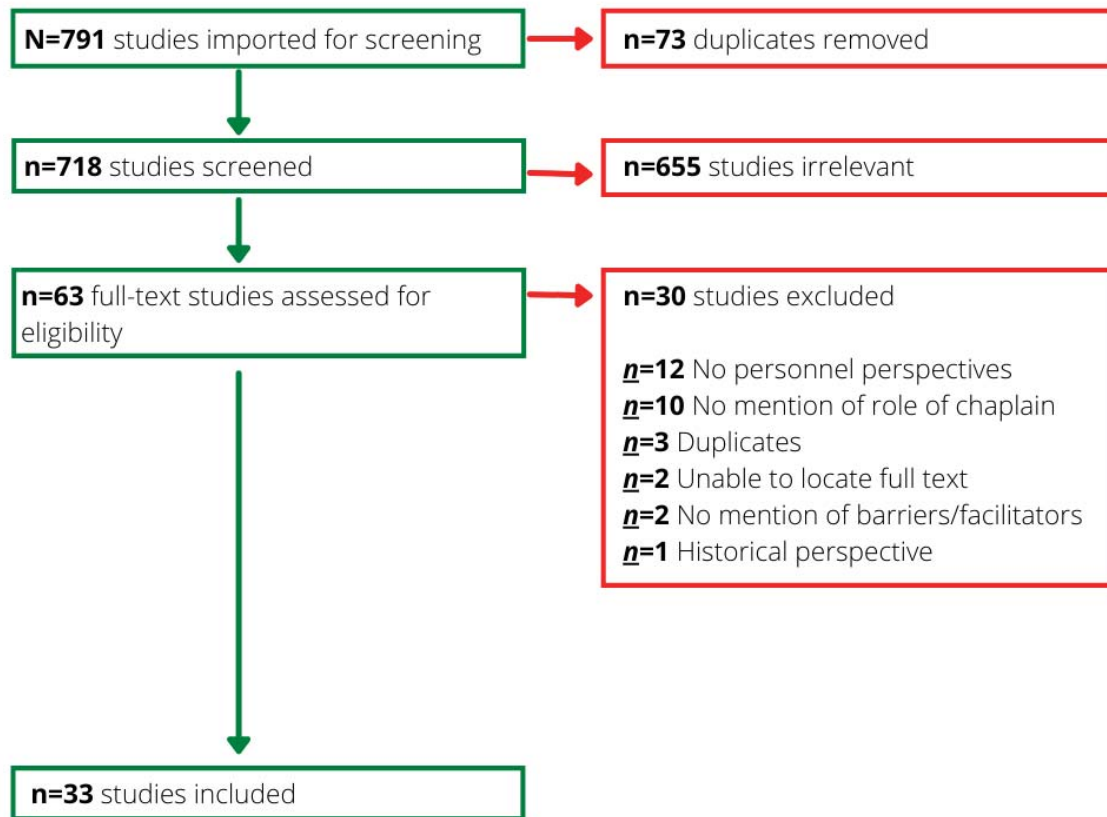 N=791 studies imported for screening
n=73 duplicates removed
n=718 studies screened
n=655 studies irrelevant
n=63 full-text studies assessed for
eligibility
n=30 studies excluded
n=12 No personnel perspectives
n=10 No mention of role of chaplain
n=3 Duplicates
n=2 Unable to locate full text
n=2 No mention of barriers/facilitators
n=1 Historical perspective
n=33 studies included